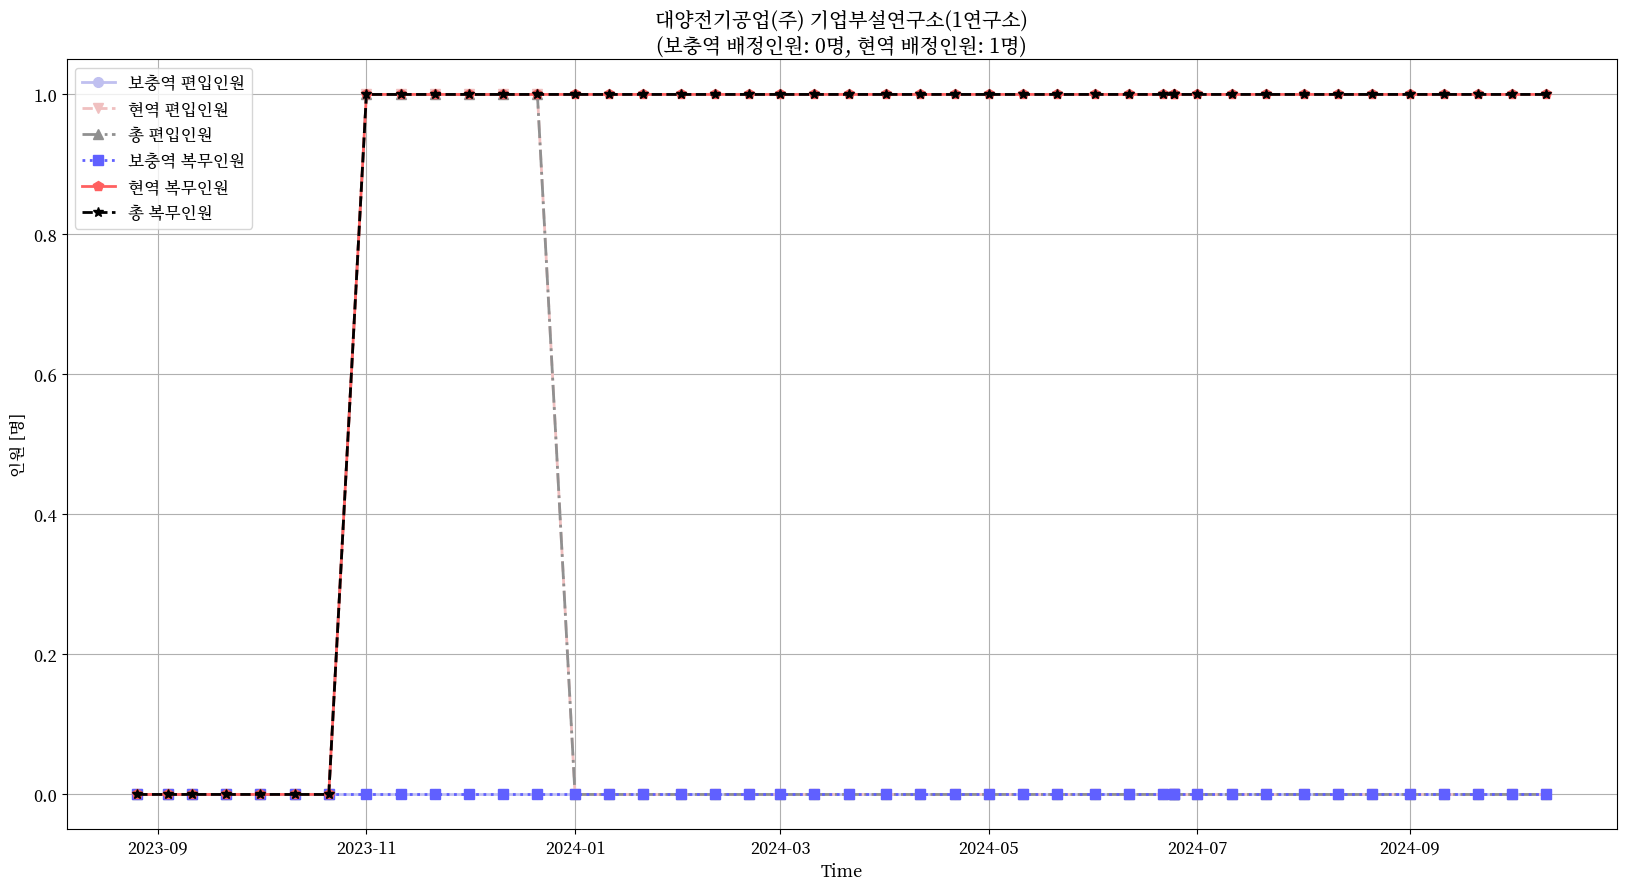 대양전기공업(주) 기업부설연구소(1연구소)
(보충역 배정인원: 0명, 현역 배정인원: 1명)
보충역 편입인원
현역 편입인원
총 편입인원
보충역 복무인원
현역 복무인원
총 복무인원
1.0
0.8
0.6
0.4
0.2
0.0
인원 [명]
2023-09
2023-11
2024-01
2024-03
2024-05
2024-07
2024-09
Time